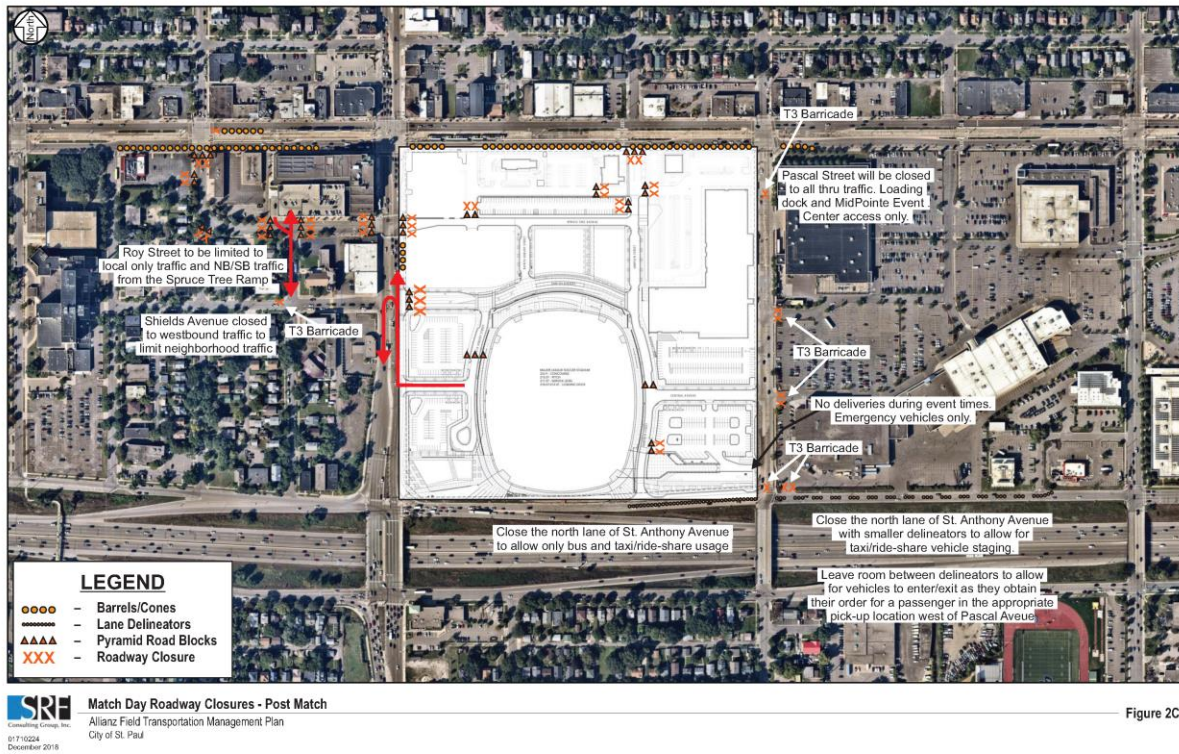 North
T3 Barricade
Pascal Street will be closed
to all thru traffic. Loading
dock and MidPointe Event
Center access only.
Roy Street to be limited to
local only traffic and NB/SB traffic
from the Spruce Tree Ramp
Shields Avenue closed
to westbound traffic to
limit neighborhood traffic
T3 Barricade
T3 Barricade
No deliveries during event times.
Emergency vehicles only.
T3 Barricade
Close the north lane of St. Anthony Avenue
to allow only bus and taxi/ride-share usage
Close the north lane of St. Anthony Avenue
with smaller delineators to allow for
taxi/ride-share vehicle staging.
Leave room between delineators to allow
for vehicles to enter/exit as they obtain
their order for a passenger in the appropriate
pick-up location west of Pascal Aveue
LEGEND
– Barrels/Cones
– Lane Delineators
– Pyramid Road Blocks
XXX – Roadway Closure
SRF
Consulting Group, Inc.
01710224
December 2018
Match Day Roadway Closures - Post Match
Allianz Field Transportation Management Plan
City of St. Paul
Figure 2C